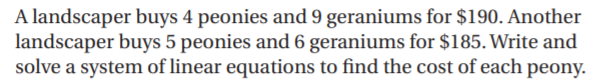 A landscaper buys 4 peonies and 9 geraniums for $190. Another
landscaper buys 5 peonies and 6 geraniums for $185. Write and
solve a system of linear equations to find the cost of each peony.